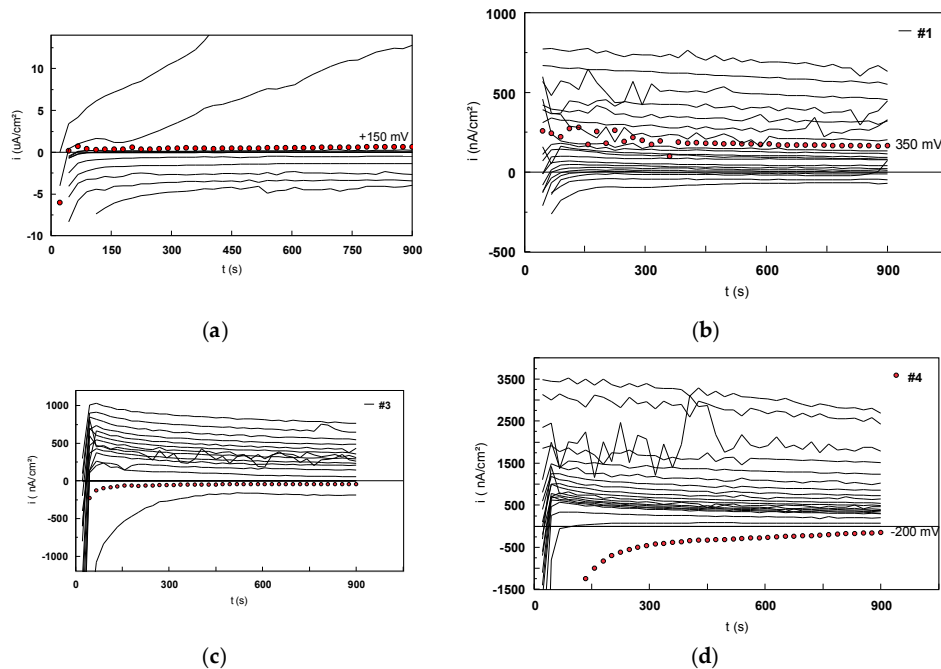 10
5
0
-5
-10
i (uA/cm²)
+150 mV
0 150 300 450 600 750 900
t (s)
(a)
1000
500
0
-500
i (nA/cm²)
#1
350 mV
0 300 600 900
t (s)
(b)
1000
500
0
-500
-1000
i ( nA/cm²)
#3
0 300 600 900
t (s)
(c)
3500
2500
1500
500
-500
-1500
i ( nA/cm²)
#4
-200 mV
0 300 600 900
t (s)
(d)